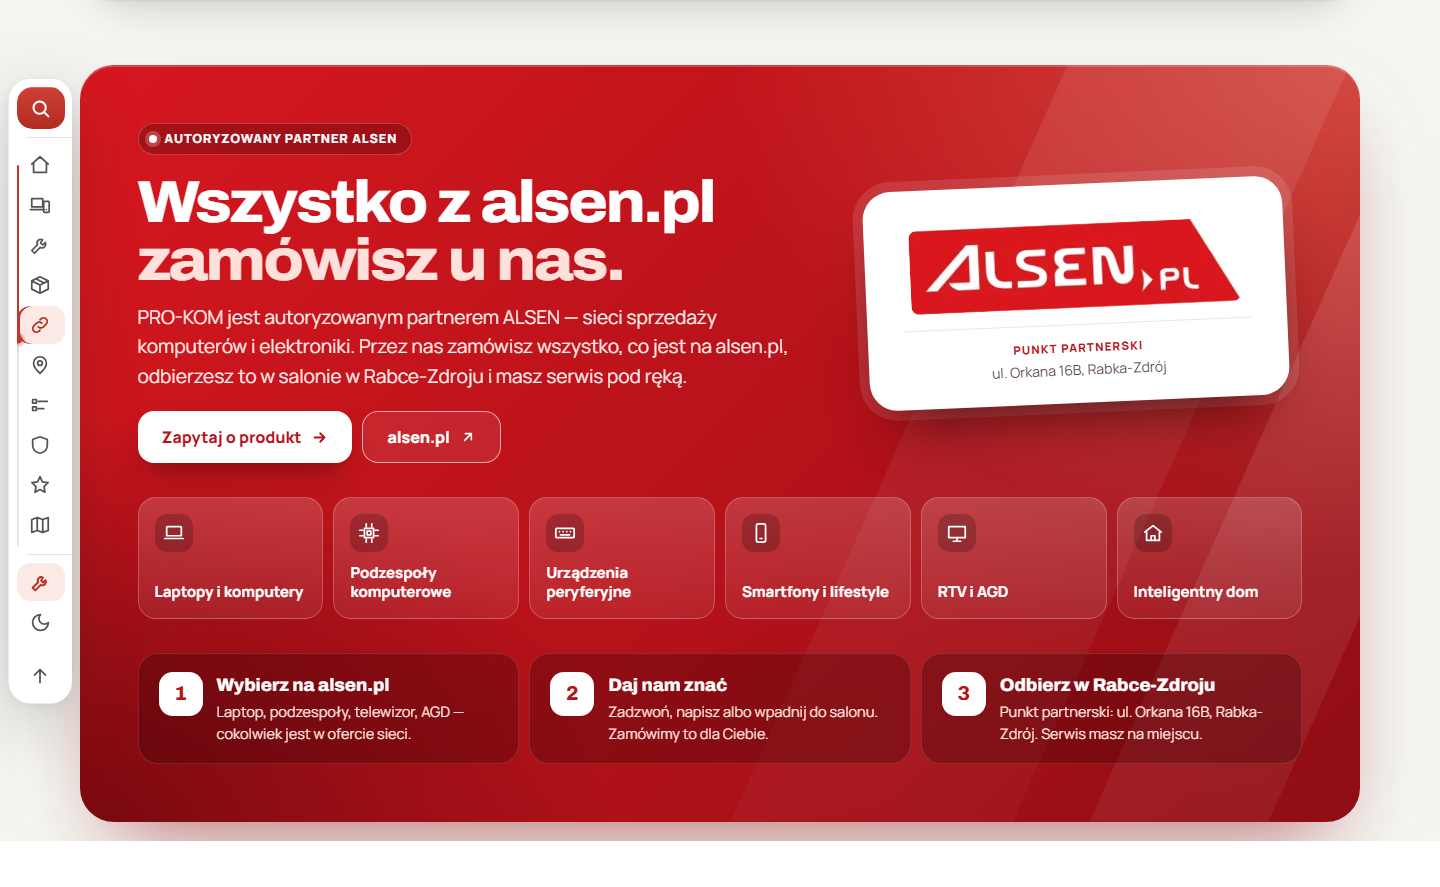 AUTORYZOWANY PARTNER ALSEN
Wszystko z alsen.pl
zamówisz u nas.
PRO-KOM jest autoryzowanym partnerem ALSEN — sieci sprzedaży
komputerów i elektroniki. Przez nas zamówisz wszystko, co jest na alsen.pl,
odbierzesz to w salonie w Rabce-Zdroju i masz serwis pod ręką.
Zapytaj o produkt
alsen.pl
ALSEN PL
PUNKT PARTNERSKI
ul. Orkana 16B, Rabka-Zdrój
Laptopy i komputery
Podzespoły
komputerowe
Urządzenia
peryferyjne
Smartfony i lifestyle
RTV i AGD
Inteligentny dom
1
Wybierz na alsen.pl
Laptop, podzespoły, telewizor, AGD —
cokolwiek jest w ofercie sieci.
2
Daj nam znać
Zadzwoń, napisz albo wpadnij do salonu.
Zamówimy to dla Ciebie.
3
Odbierz w Rabce-Zdroju
Punkt partnerski: ul. Orkana 16B, Rabka-
Zdrój. Serwis masz na miejscu.